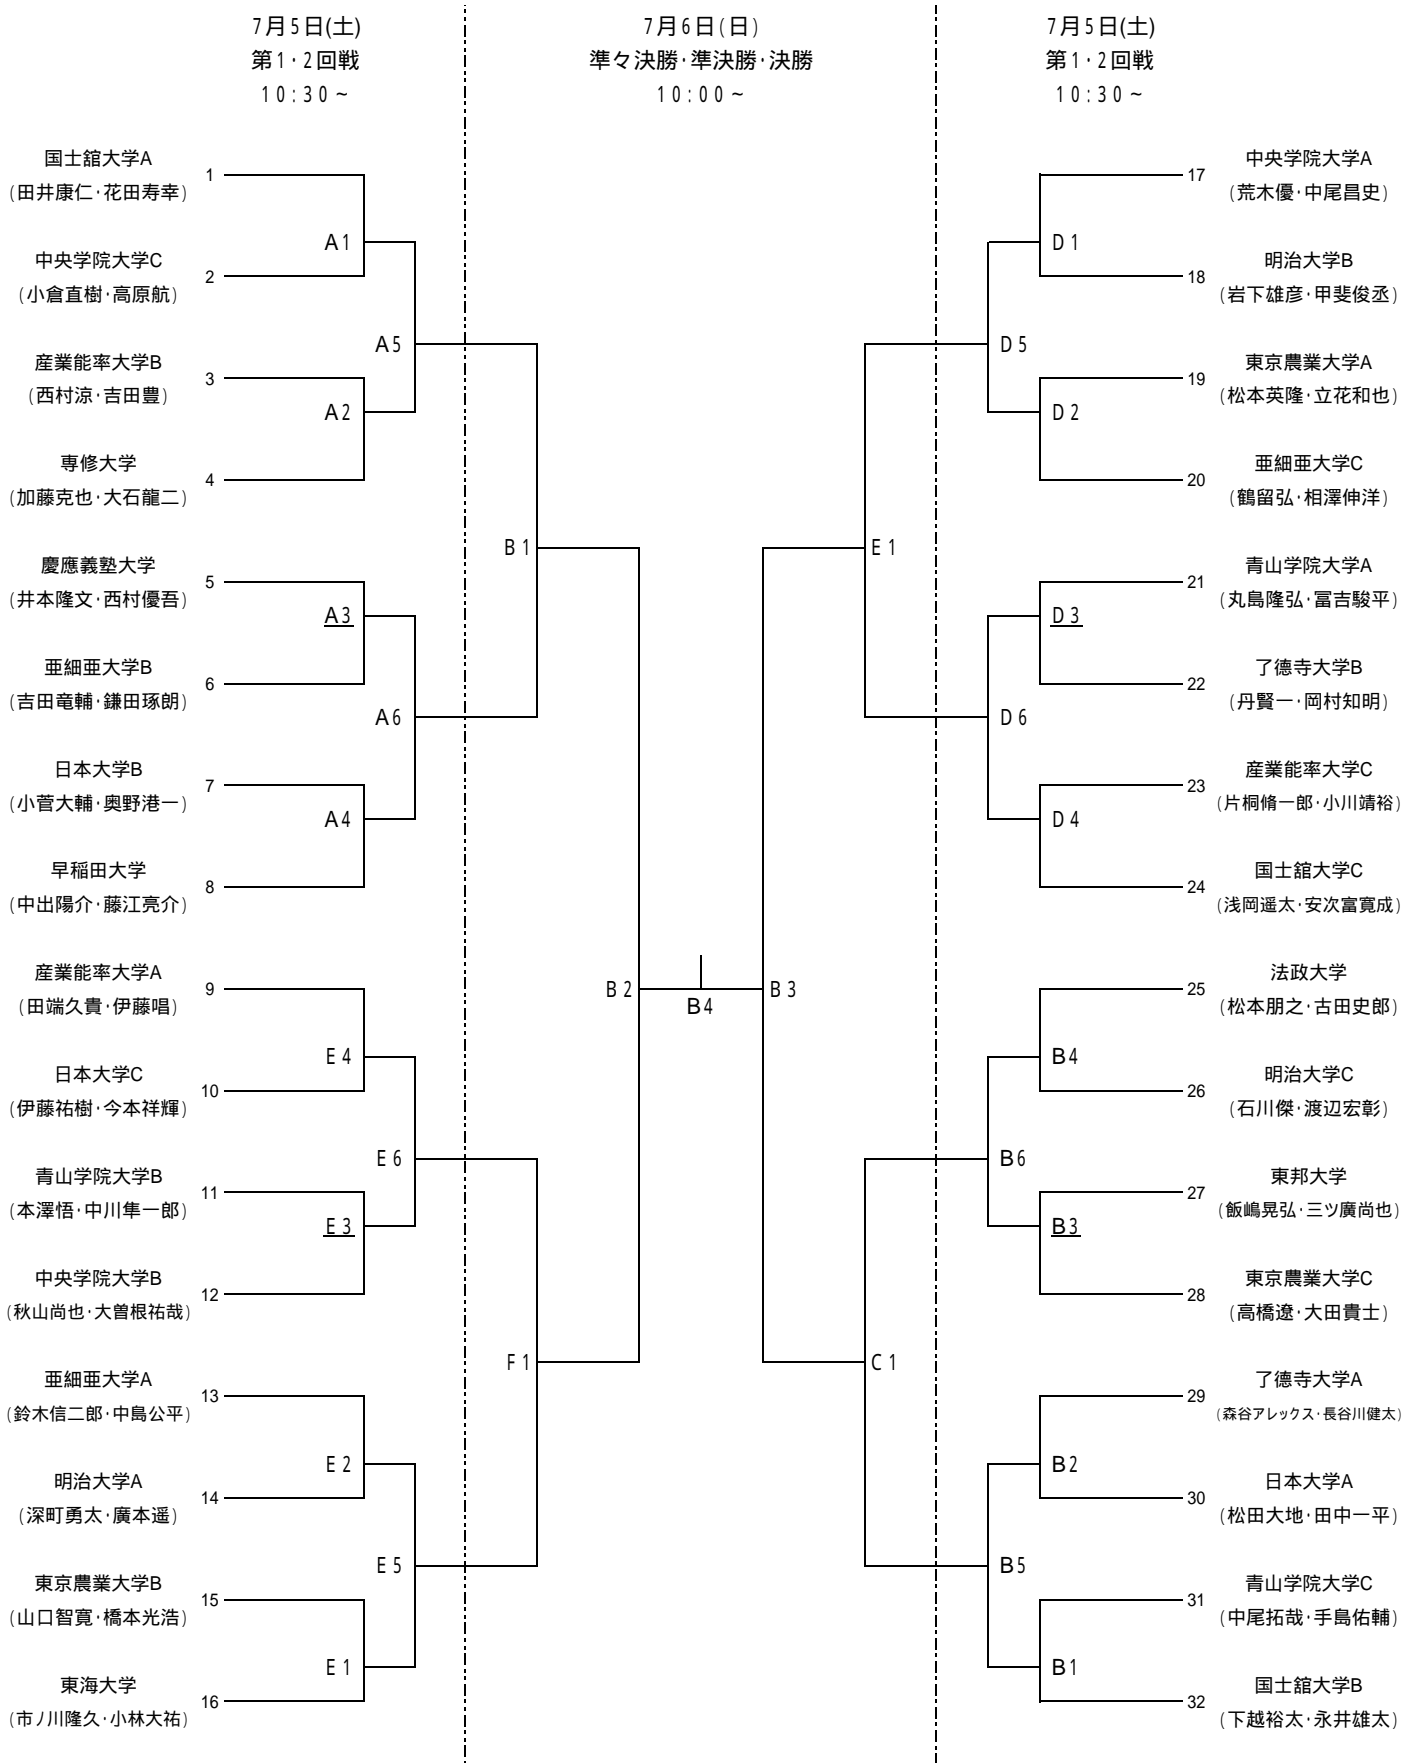 7月5日(土)
第1・2回戦
10:30~
7月6日(日)
準々決勝・準決勝・決勝
10:00~
7月5日(土)
第1・2回戦
10:30~
国士舘大学A
(田井康仁・花田寿幸)
1
中央学院大学C
(小倉直樹・高原航)
2
産業能率大学B
(西村涼・吉田豊)
3
専修大学
(加藤克也・大石龍二)
4
慶應義塾大学
(井本隆文・西村優吾)
5
亜細亜大学B
(吉田竜輔・鎌田琢朗)
6
日本大学B
(小菅大輔・奥野港一)
7
早稲田大学
(中出陽介・藤江亮介)
8
産業能率大学A
(田端久貴・伊藤唱)
9
日本大学C
(伊藤祐樹・今本祥輝)
10
青山学院大学B
(本澤悟・中川隼一郎)
11
中央学院大学B
(秋山尚也・大曽根祐哉)
12
亜細亜大学A
(鈴木信二郎・中島公平)
13
明治大学A
(深町勇太・廣本遥)
14
東京農業大学B
(山口智寛・橋本光浩)
15
東海大学
(市ノ川隆久・小林大祐)
16
A1
A2
A3
A4
E4
E3
E2
E1
A5
A6
E6
E5
B1
F1
B2
B4
B3
E1
C1
D5
D6
B6
B5
D1
D2
D3
D4
B4
B3
B2
B1
17
中央学院大学A
(荒木優・中尾昌史)
18
明治大学B
(岩下雄彦・甲斐俊丞)
19
東京農業大学A
(松本英隆・立花和也)
20
亜細亜大学C
(鶴留弘・相澤伸洋)
21
青山学院大学A
(丸島隆弘・冨吉駿平)
22
了德寺大学B
(丹賢一・岡村知明)
23
産業能率大学C
(片桐脩一郎・小川靖裕)
24
国士舘大学C
(浅岡遥太・安次富寛成)
25
法政大学
(松本朋之・古田史郎)
26
明治大学C
(石川傑・渡辺宏彰)
27
東邦大学
(飯嶋晃弘・三ツ廣尚也)
28
東京農業大学C
(高橋遼・大田貴士)
29
了德寺大学A
(森谷アレックス・長谷川健太)
30
日本大学A
(松田大地・田中一平)
31
青山学院大学C
(中尾拓哉・手島佑輔)
32
国士舘大学B
(下越裕太・永井雄太)